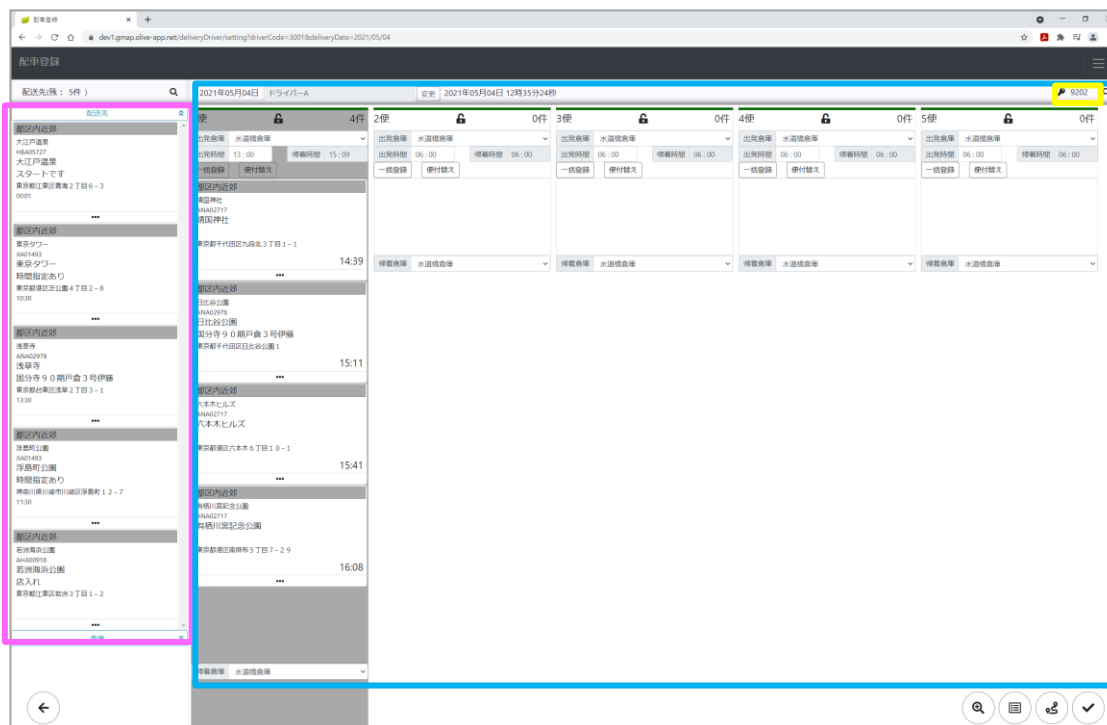 配車登録
dev1.gmap.olive-app.net/deliveryDriver/setting?driverCode=3001&deliveryDate=2021/05/04
配車登録
配送先(残： 5件 )
2021年05月04日 ドライバーA 変更 2021年05月04日 12時35分24秒 9202
配送先
都区内近郊
大江戸温泉
HBA05727
大江戸温泉
スタートです
東京都江東区青海２丁目６−３
00:01
都区内近郊
東京タワー
JIA01493
東京タワー
時間指定あり
東京都港区芝公園４丁目２−８
10:30
都区内近郊
浅草寺
ANA02978
浅草寺
国分寺９０期戸倉３号伊藤
東京都台東区浅草２丁目３−１
13:30
都区内近郊
浮島町公園
JIA01493
浮島町公園
時間指定あり
神奈川県川崎市川崎区浮島町１２−７
11:30
都区内近郊
若洲海浜公園
AHA00918
若洲海浜公園
店入れ
東京都江東区若洲３丁目１−２
倉庫
便 4件
出発倉庫 水道橋倉庫
出発時間 13：00 帰着時間 15：09
一括登録 便付替え
都区内近郊
靖国神社
ANA02717
靖国神社
東京都千代田区九段北３丁目１−１
14:39
都区内近郊
日比谷公園
ANA02978
日比谷公園
国分寺９０期戸倉３号伊藤
東京都千代田区日比谷公園１
15:11
都区内近郊
六本木ヒルズ
ANA02717
六本木ヒルズ
東京都港区六本木６丁目１０−１
15:41
都区内近郊
有栖川宮記念公園
ANA02717
有栖川宮記念公園
東京都港区南麻布５丁目７−２９
16:08
帰着倉庫 水道橋倉庫
2便 0件
出発倉庫 水道橋倉庫
出発時間 06：00 帰着時間 06：00
一括登録 便付替え
帰着倉庫 水道橋倉庫
3便 0件
出発倉庫 水道橋倉庫
出発時間 06：00 帰着時間 06：00
一括登録 便付替え
帰着倉庫 水道橋倉庫
4便 0件
出発倉庫 水道橋倉庫
出発時間 06：00 帰着時間 06：00
一括登録 便付替え
帰着倉庫 水道橋倉庫
5便 0件
出発倉庫 水道橋倉庫
出発時間 06：00 帰着時間 06：00
一括登録 便付替え
帰着倉庫 水道橋倉庫